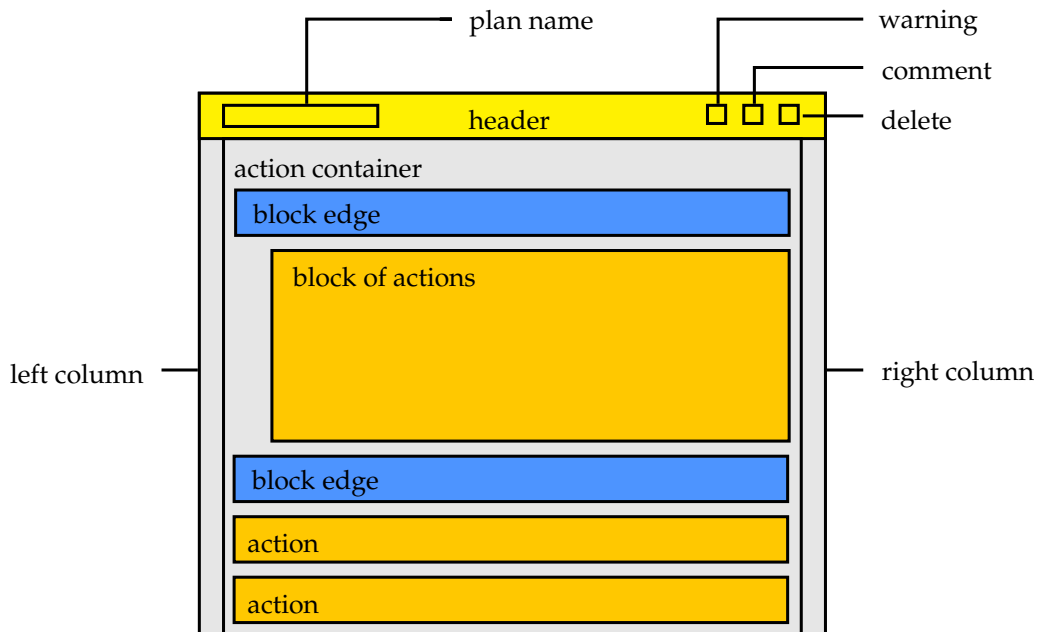 plan name
warning
comment
header
delete
action container
block edge
block of actions
left column
right column
block edge
action
action